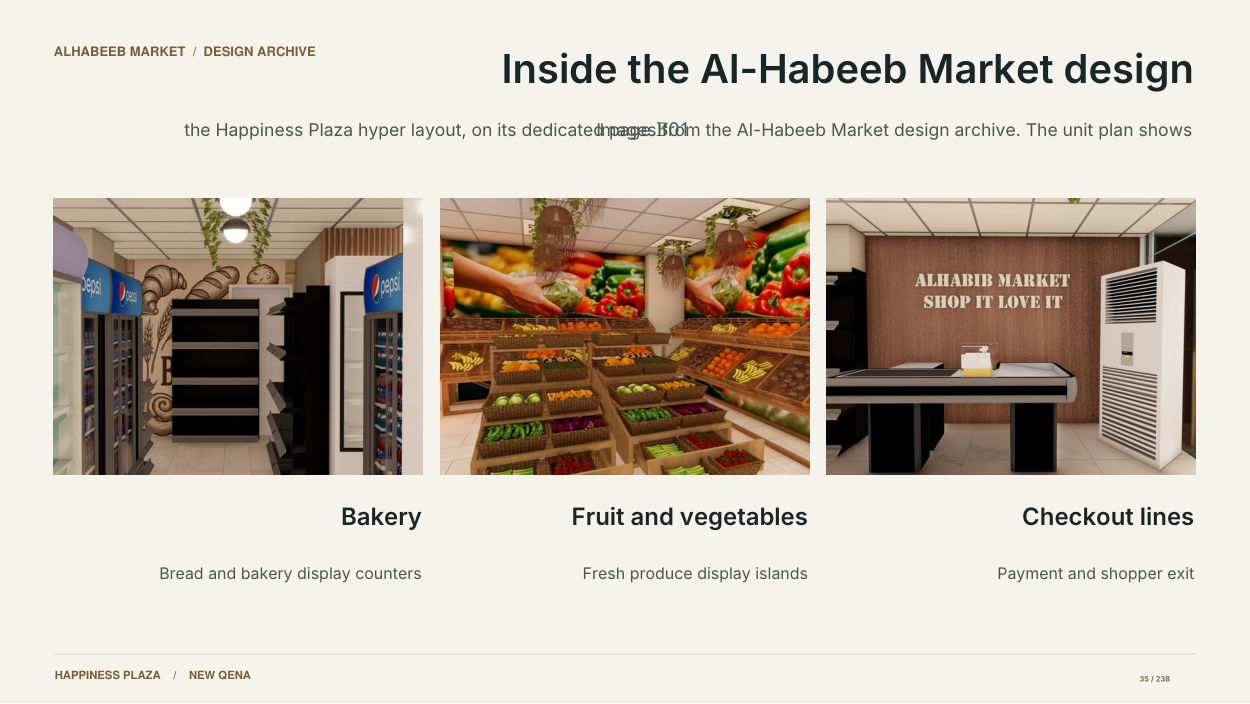 ALHABEEB MARKET / DESIGN ARCHIVE
Inside the Al-Habeeb Market design
Images from the Al-Habeeb Market design archive. The unit plan shows
the Happiness Plaza hyper layout, on its dedicated page. B01
pepsi
pepsi
pepsi
B
ALHABIB MARKET
SHOP IT LOVE IT
Bakery
Fruit and vegetables
Checkout lines
Bread and bakery display counters
Fresh produce display islands
Payment and shopper exit
HAPPINESS PLAZA / NEW QENA
35 / 238